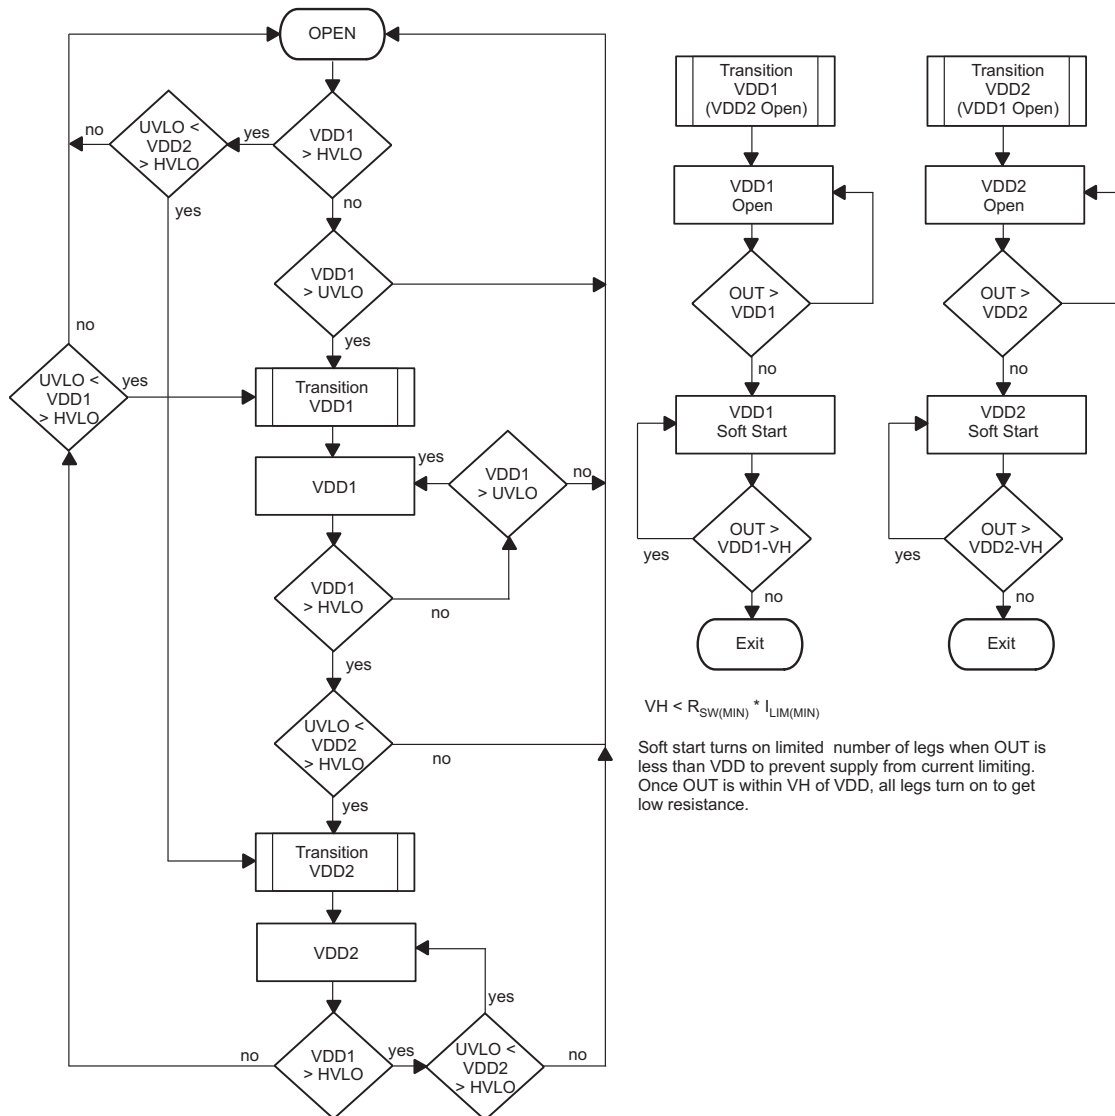 OPEN
UVLO <
VDD2
> HVLO
no
yes
yes
VDD1
> HVLO
no
VDD1
> UVLO
yes
no
UVLO <
VDD1
> HVLO
yes
Transition
VDD1
VDD1
yes
VDD1
> UVLO
no
VDD1
> HVLO
no
yes
UVLO <
VDD2
> HVLO
no
yes
Transition
VDD2
VDD2
yes
no
VDD1
> HVLO
yes
UVLO <
VDD2
> HVLO
no
Transition
VDD1
(VDD2 Open)
VDD1
Open
OUT >
VDD1
no
VDD1
Soft Start
OUT >
VDD1-VH
yes
no
Exit
Transition
VDD2
(VDD1 Open)
VDD2
Open
OUT >
VDD2
no
VDD2
Soft Start
OUT >
VDD2-VH
yes
no
Exit
VH < RSW(MIN) * ILIM(MIN)
Soft start turns on limited number of legs when OUT is
less than VDD to prevent supply from current limiting.
Once OUT is within VH of VDD, all legs turn on to get
low resistance.